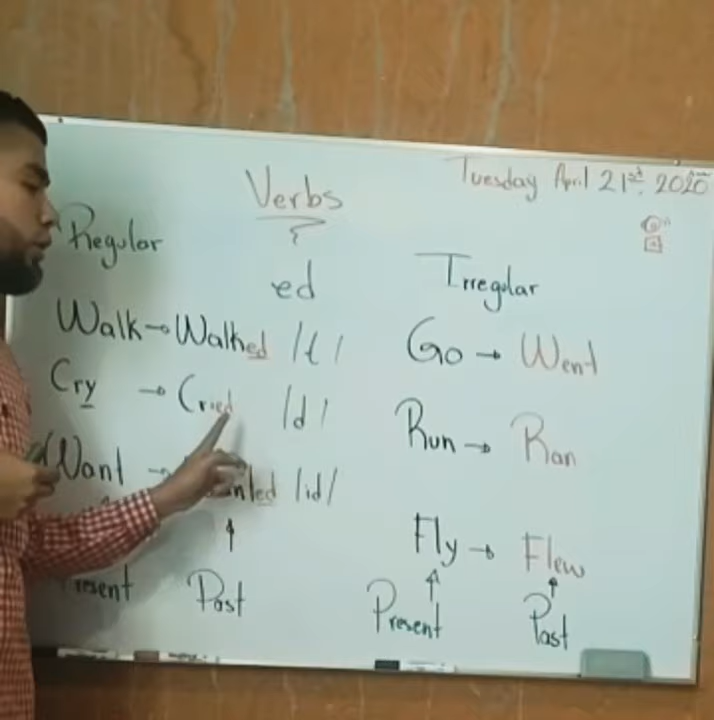 Tuesday April 21st. 2020
Verbs
Regular
ed
Irregular
Walk → Walked /t/
Go → Went
Cry → Cried /d/
Run → Ran
Want → /id/
Fly → Flew
Present Past
Present Past